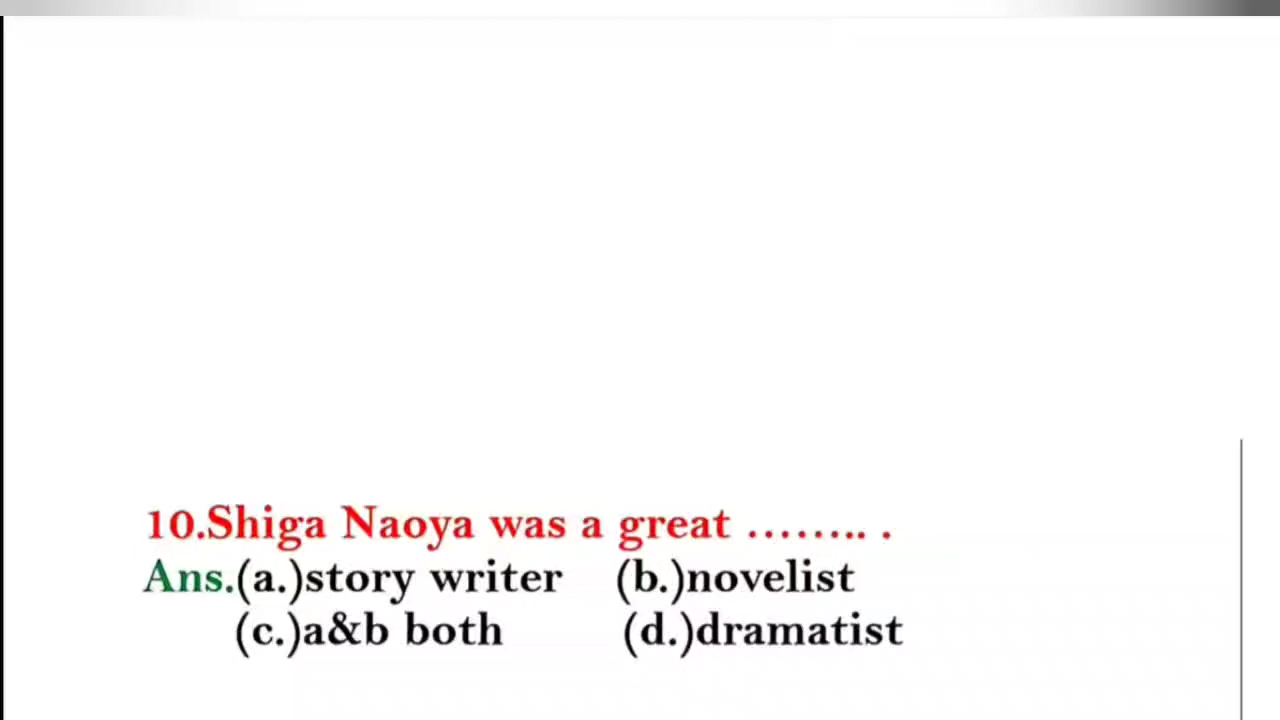 10.Shiga Naoya was a great …….. .
Ans.(a.)story writer (b.)novelist
(c.)a&b both (d.)dramatist